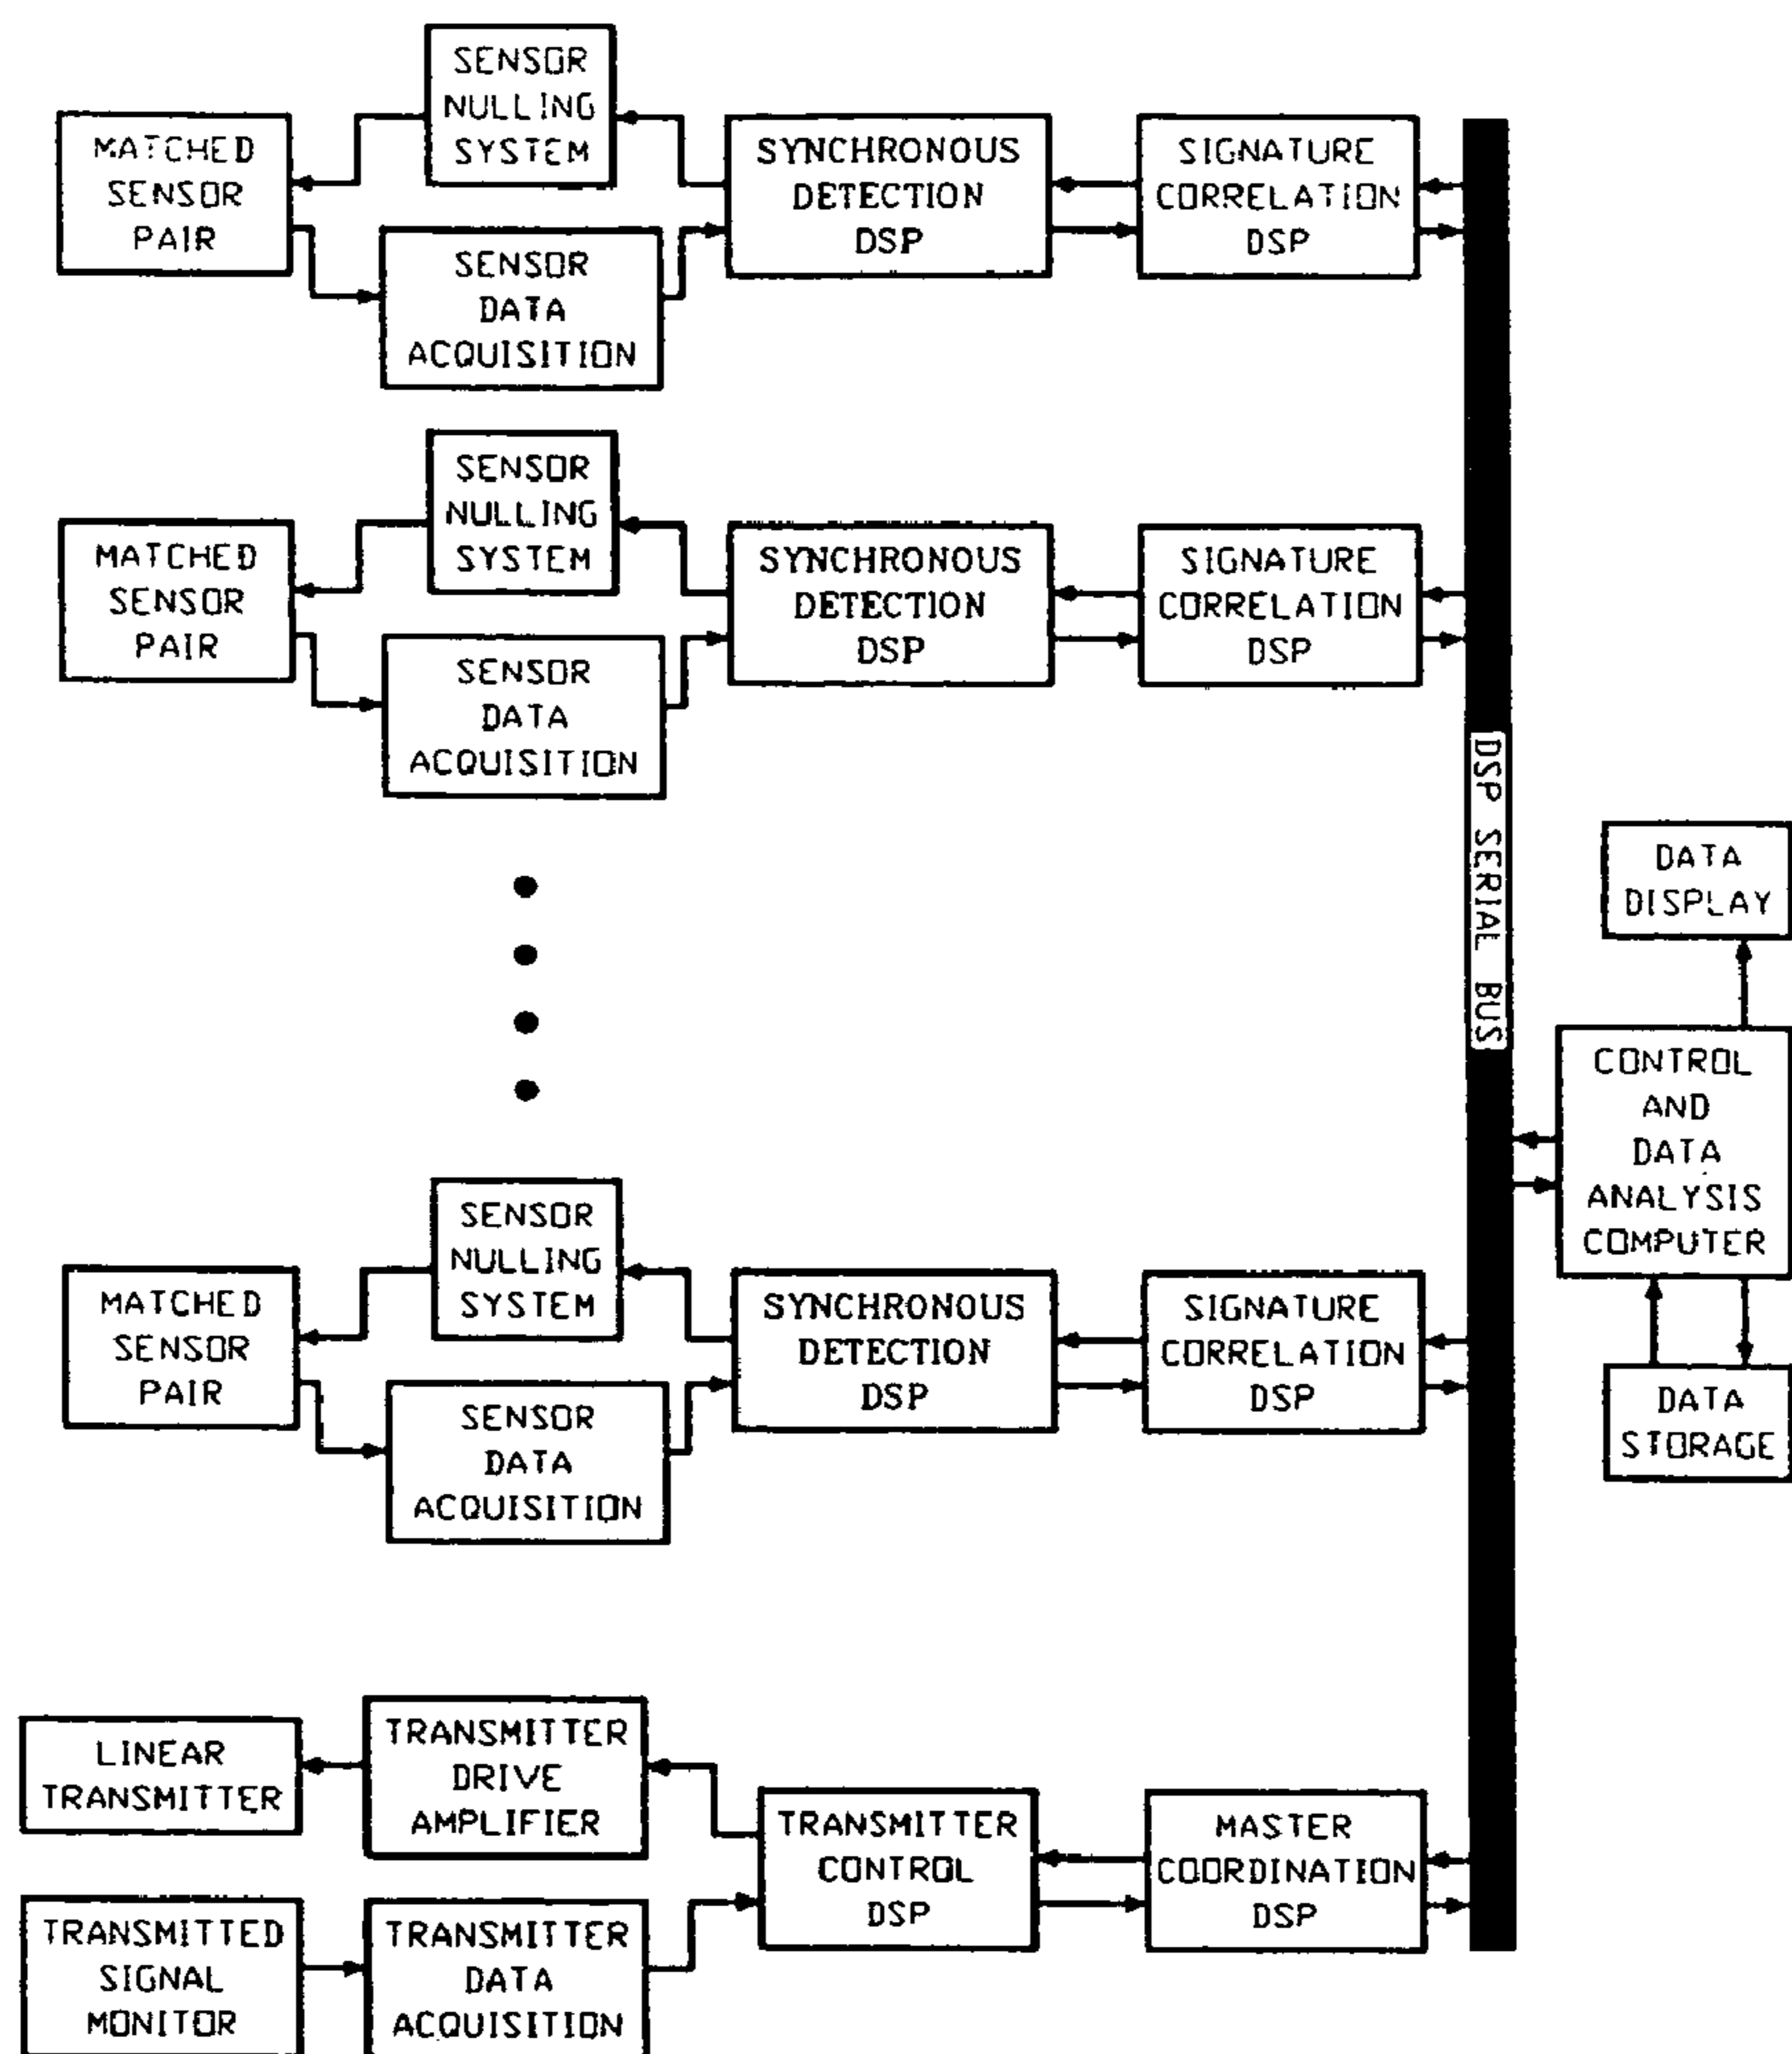 SENSOR
NULLING
SYSTEM
MATCHED
SENSOR
PAIR
SENSOR
DATA
ACQUISITION
SYNCHRONOUS
DETECTION
DSP
SIGNATURE
CORRELATION
DSP
SENSOR
NULLING
SYSTEM
MATCHED
SENSOR
PAIR
SENSOR
DATA
ACQUISITION
SYNCHRONOUS
DETECTION
DSP
SIGNATURE
CORRELATION
DSP
DSP SERIAL BUS
DATA
DISPLAY
CONTROL
AND
DATA
ANALYSIS
COMPUTER
DATA
STORAGE
SENSOR
NULLING
SYSTEM
MATCHED
SENSOR
PAIR
SENSOR
DATA
ACQUISITION
SYNCHRONOUS
DETECTION
DSP
SIGNATURE
CORRELATION
DSP
LINEAR
TRANSMITTER
TRANSMITTER
DRIVE
AMPLIFIER
TRANSMITTER
CONTROL
DSP
MASTER
COORDINATION
DSP
TRANSMITTED
SIGNAL
MONITOR
TRANSMITTER
DATA
ACQUISITION